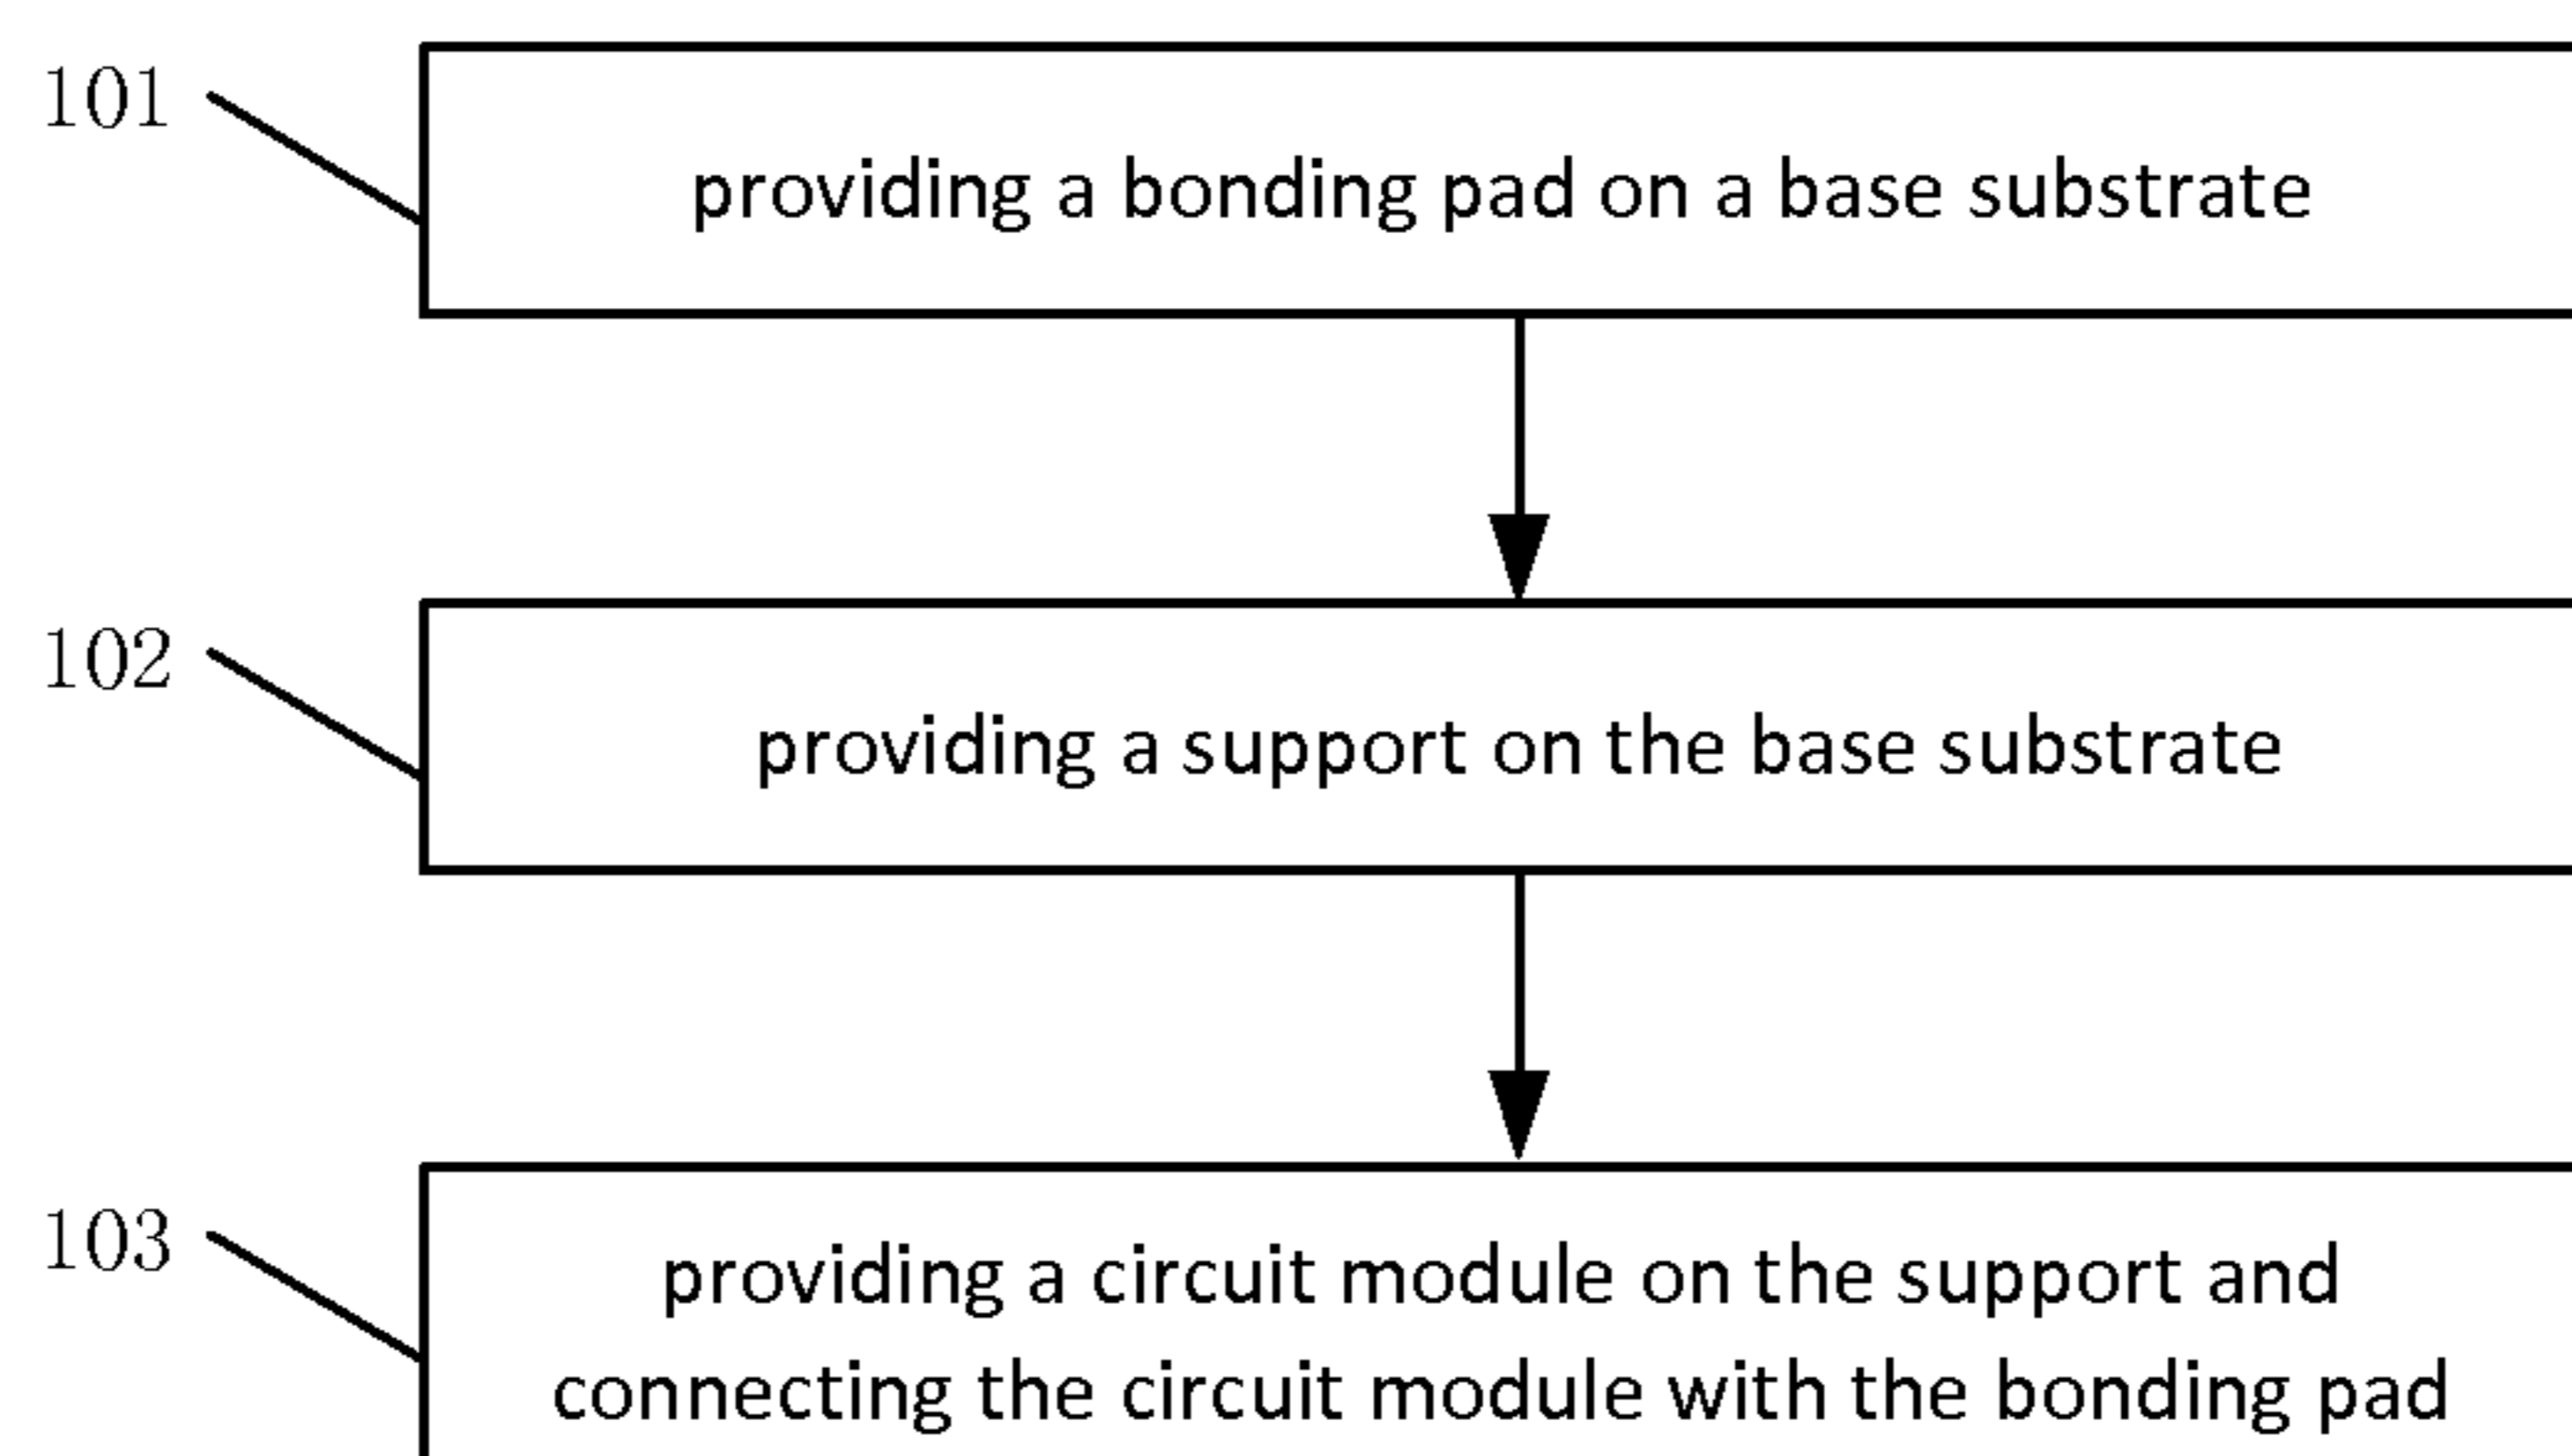 101
providing a bonding pad on a base substrate
102
providing a support on the base substrate
103
providing a circuit module on the support and
connecting the circuit module with the bonding pad